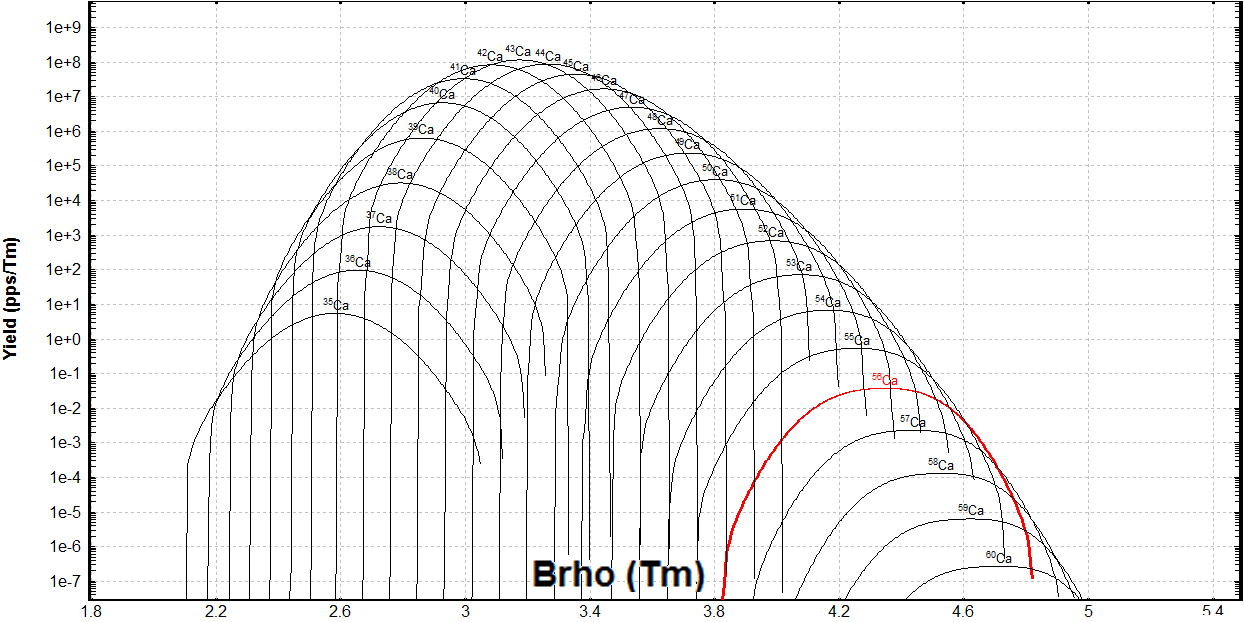 1e+9
1e+8
1e+7
1e+6
1e+5
1e+4
1e+3
1e+2
1e+1
1e+0
1e-1
1e-2
1e-3
1e-4
1e-5
1e-6
1e-7
Yield (pps/Tm)
35Ca
36Ca
37Ca
38Ca
39Ca
40Ca
41Ca
42Ca
43Ca
44Ca
45Ca
46Ca
47Ca
48Ca
49Ca
50Ca
51Ca
52Ca
53Ca
54Ca
55Ca
56Ca
57Ca
58Ca
59Ca
60Ca
Brho (Tm)
1.8 2.2 2.6 3 3.4 3.8 4.2 4.6 5 5.4